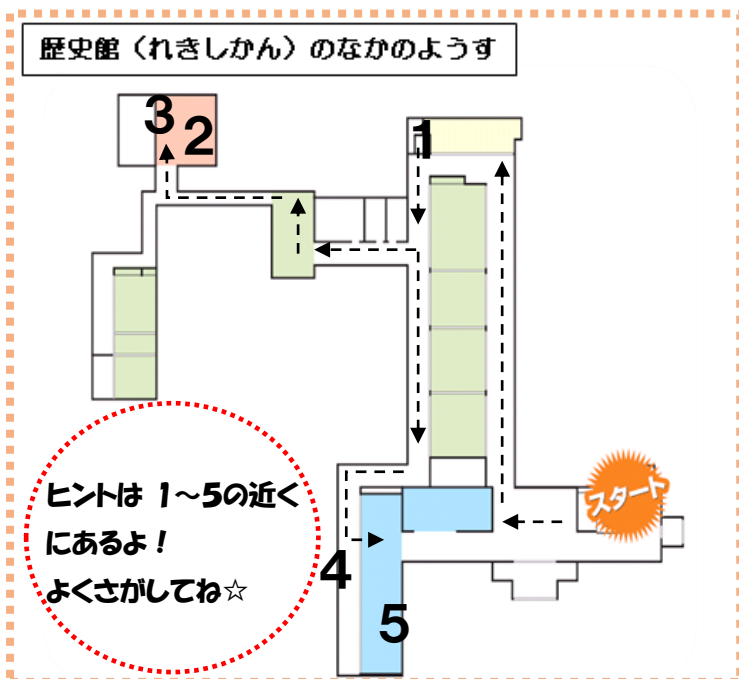 歴史館（れきしかん）のなかのようす
3
2
1
スタート
ヒントは 1～5の近く
にあるよ！
よくさがしてね☆
4
5